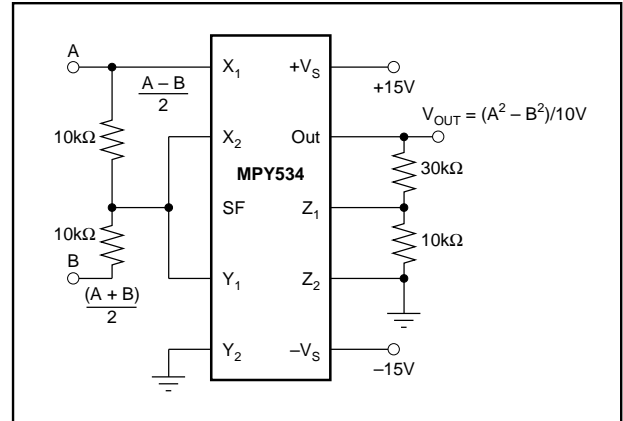 A
A – B
2
10kΩ
10kΩ
B
(A + B)
2
X1
X2
SF
Y1
Y2
MPY534
+VS
Out
Z1
Z2
–VS
+15V
VOUT = (A² – B²)/10V
30kΩ
10kΩ
–15V